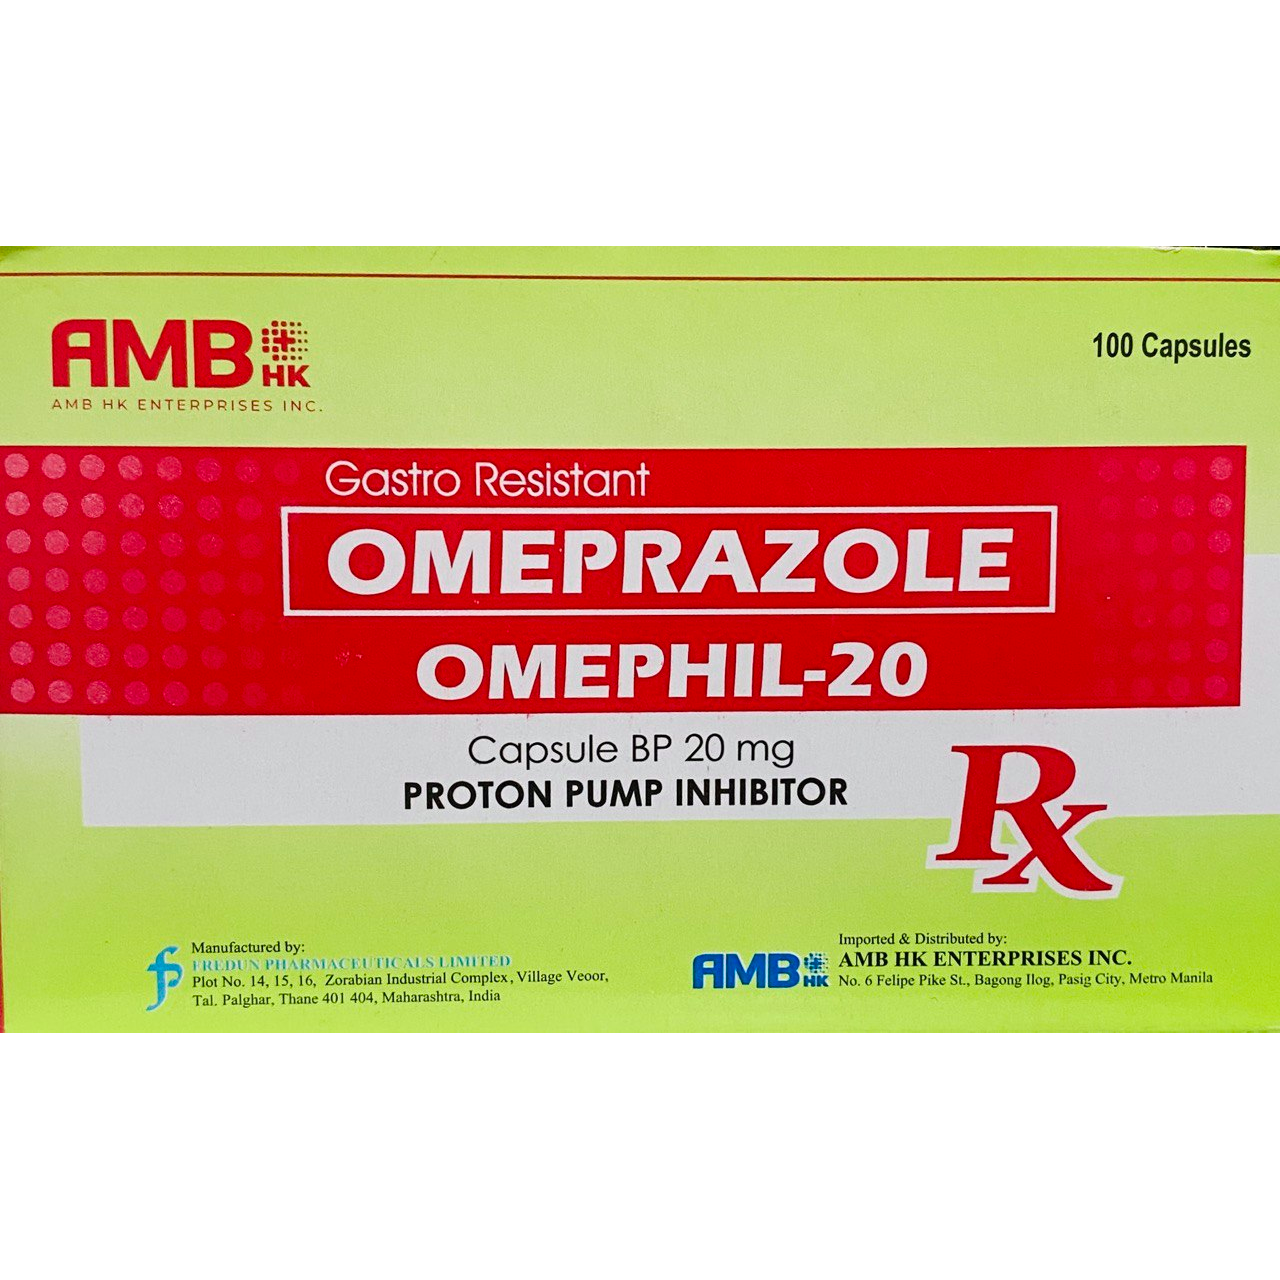 AMB HK
AMB HK ENTERPRISES INC.
100 Capsules
Gastro Resistant
OMEPRAZOLE
OMEPHIL-20
Capsule BP 20 mg
PROTON PUMP INHIBITOR
Rx
Manufactured by:
FREDUN PHARMACEUTICALS LIMITED
Plot No. 14, 15, 16, Zorabian Industrial Complex, Village Veoor,
Tal. Palghar, Thane 401 404, Maharashtra, India
AMB HK
Imported & Distributed by:
AMB HK ENTERPRISES INC.
No. 6 Felipe Pike St., Bagong Ilog, Pasig City, Metro Manila